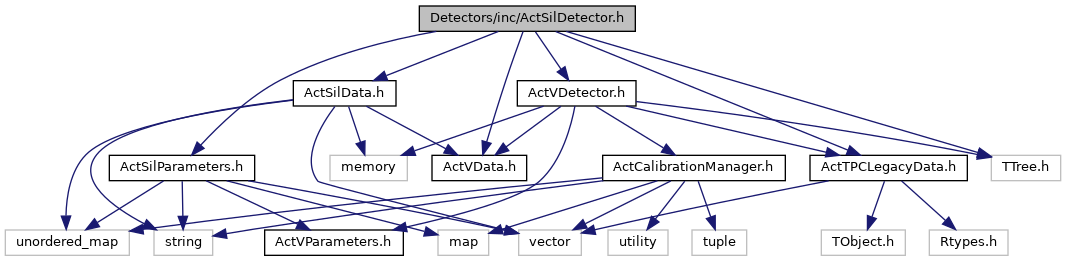 Detectors/inc/ActSilDetector.h
ActSilData.h
ActVDetector.h
ActSilParameters.h
memory
ActVData.h
ActCalibrationManager.h
ActTPCLegacyData.h
TTree.h
unordered_map
string
ActVParameters.h
map
vector
utility
tuple
TObject.h
Rtypes.h